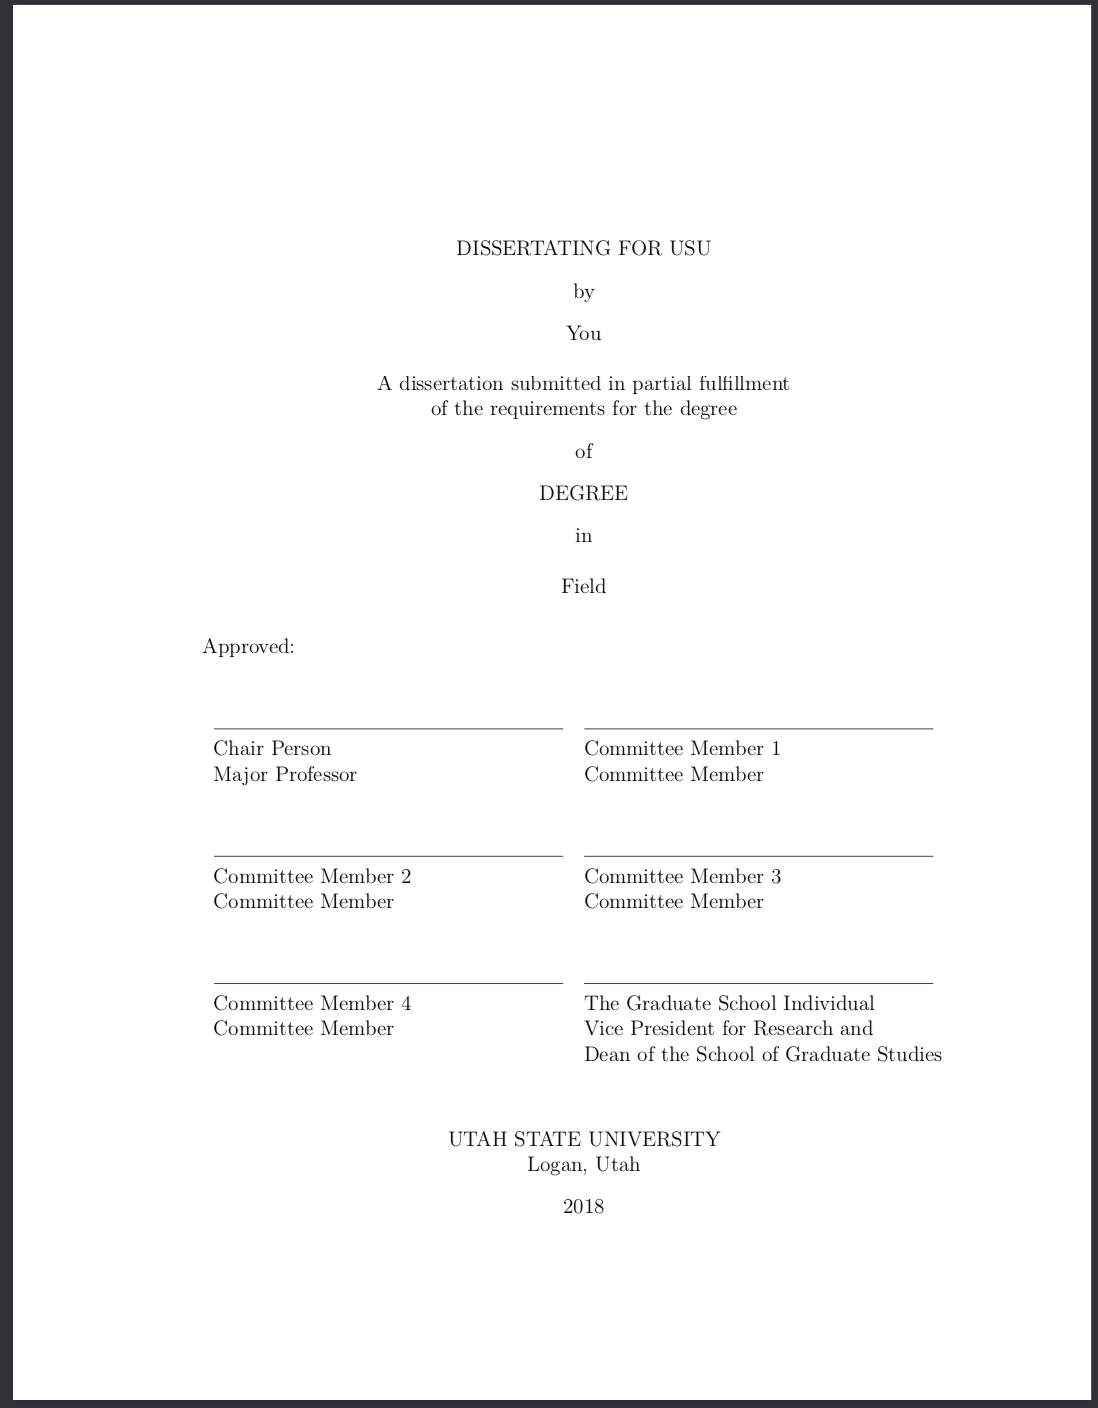 DISSERTATING FOR USU
by
You
A dissertation submitted in partial fulfillment
of the requirements for the degree
of
DEGREE
in
Field
Approved:
Chair Person
Major Professor
Committee Member 1
Committee Member
Committee Member 2
Committee Member
Committee Member 3
Committee Member
Committee Member 4
Committee Member
The Graduate School Individual
Vice President for Research and
Dean of the School of Graduate Studies
UTAH STATE UNIVERSITY
Logan, Utah
2018